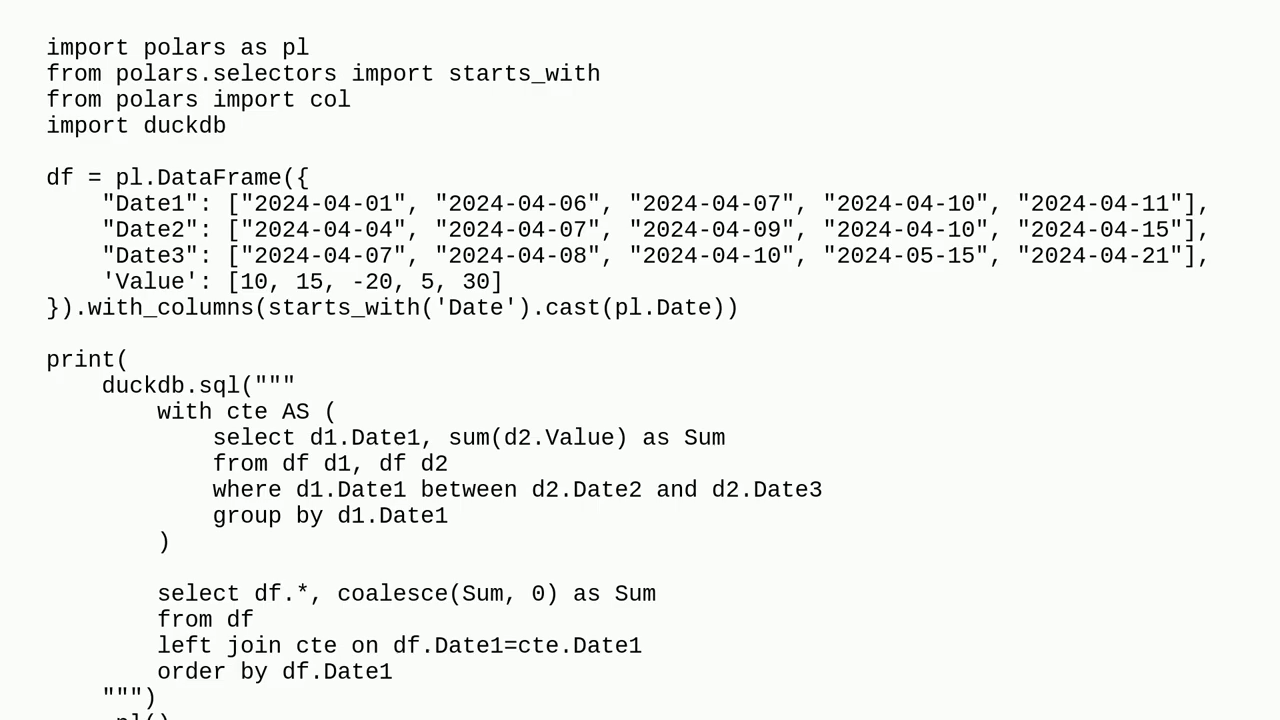 import polars as pl
from polars.selectors import starts_with
from polars import col
import duckdb

df = pl.DataFrame({
    "Date1": ["2024-04-01", "2024-04-06", "2024-04-07", "2024-04-10", "2024-04-11"],
    "Date2": ["2024-04-04", "2024-04-07", "2024-04-09", "2024-04-10", "2024-04-15"],
    "Date3": ["2024-04-07", "2024-04-08", "2024-04-10", "2024-05-15", "2024-04-21"],
    'Value': [10, 15, -20, 5, 30]
}).with_columns(starts_with('Date').cast(pl.Date))

print(
    duckdb.sql("""
        with cte AS (
            select d1.Date1, sum(d2.Value) as Sum
            from df d1, df d2
            where d1.Date1 between d2.Date2 and d2.Date3
            group by d1.Date1
        )

        select df.*, coalesce(Sum, 0) as Sum
        from df
        left join cte on df.Date1=cte.Date1
        order by df.Date1
    """)
    .pl()